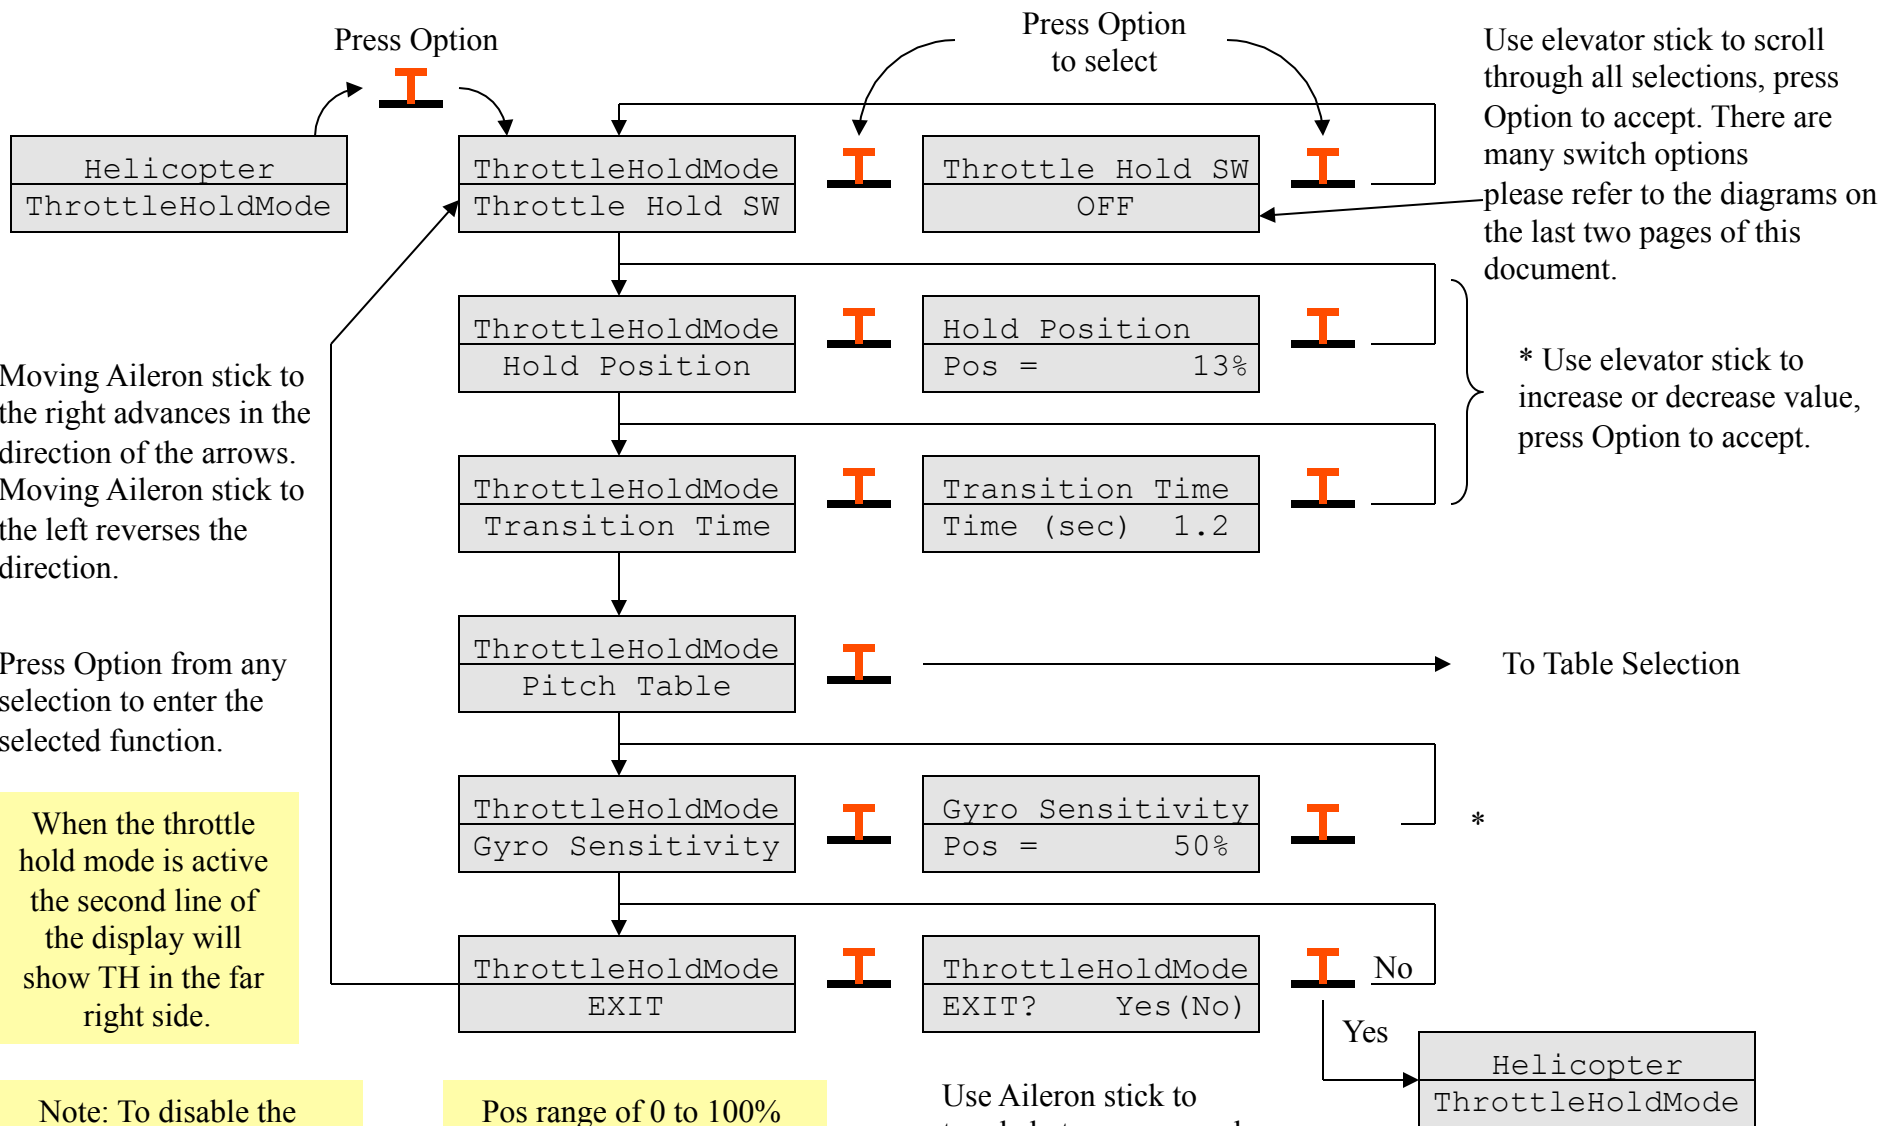 Press Option
Press Option
to select
Use elevator stick to scroll
through all selections, press
Option to accept. There are
many switch options
please refer to the diagrams on
the last two pages of this
document.
Helicopter
ThrottleHoldMode
ThrottleHoldMode
Throttle Hold SW
Throttle Hold SW
OFF
ThrottleHoldMode
Hold Position
Hold Position
Pos = 13%
* Use elevator stick to
increase or decrease value,
press Option to accept.
Moving Aileron stick to
the right advances in the
direction of the arrows.
Moving Aileron stick to
the left reverses the
direction.
ThrottleHoldMode
Transition Time
Transition Time
Time (sec) 1.2
Press Option from any
selection to enter the
selected function.
ThrottleHoldMode
Pitch Table
To Table Selection
When the throttle
hold mode is active
the second line of
the display will
show TH in the far
right side.
ThrottleHoldMode
Gyro Sensitivity
Gyro Sensitivity
Pos = 50%
*
ThrottleHoldMode
EXIT
ThrottleHoldMode
EXIT? Yes(No)
No
Yes
Helicopter
ThrottleHoldMode
Note: To disable the
Pos range of 0 to 100%
Use Aileron stick to